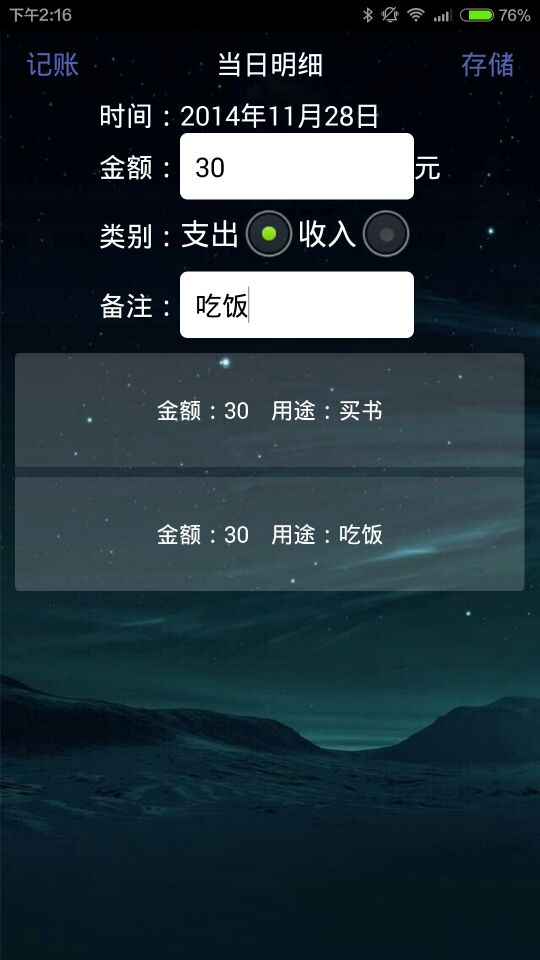 下午2:16 76%
记账 当日明细 存储
时间：2014年11月28日
金额：30元
类别：支出 收入
备注：吃饭
金额：30 用途：买书
金额：30 用途：吃饭